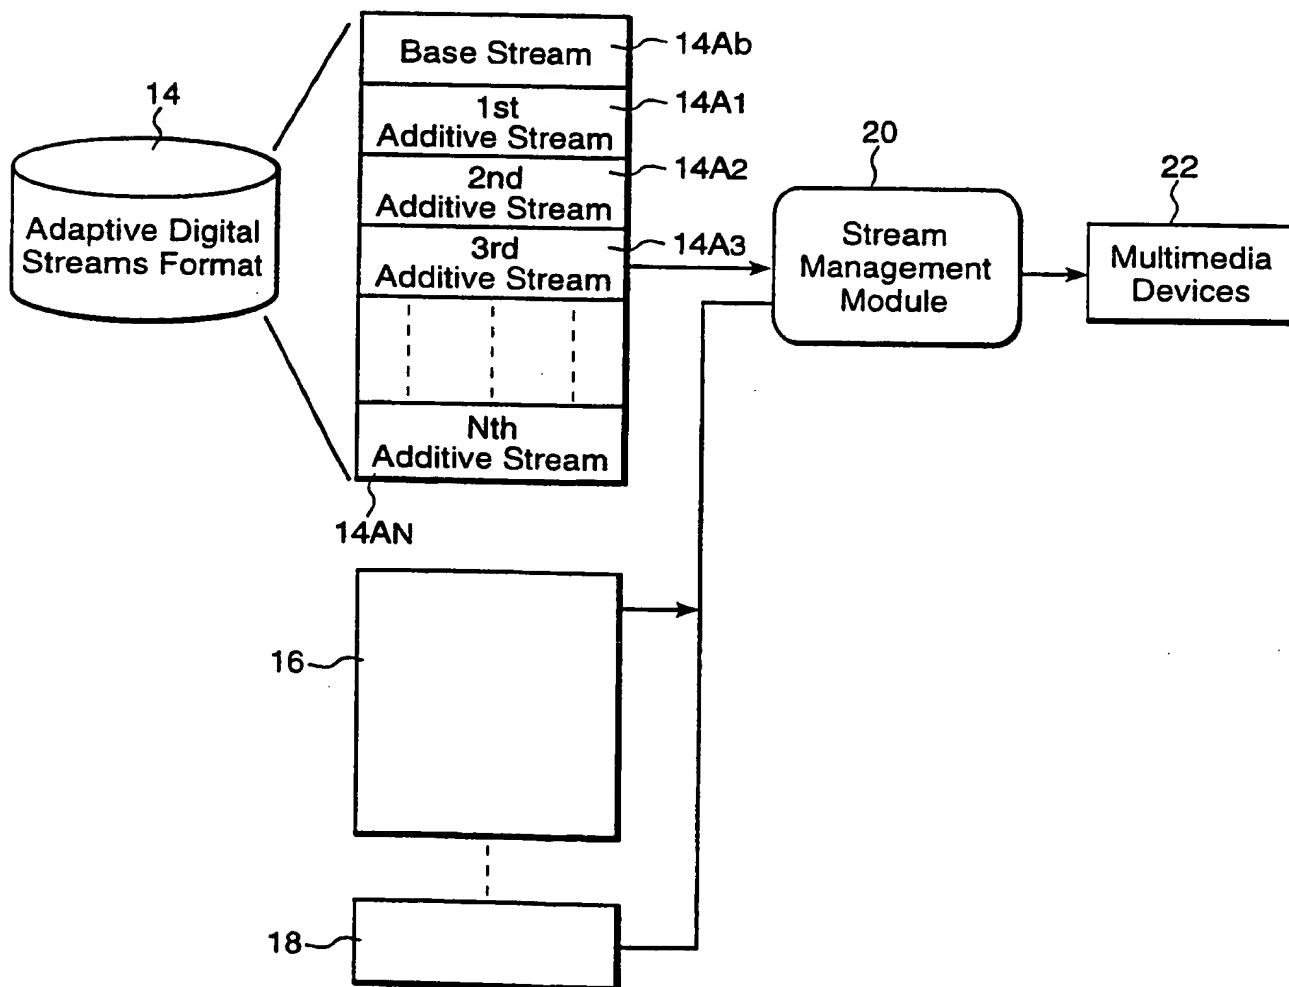 14
Adaptive Digital
Streams Format
Base Stream
14Ab
1st
Additive Stream
14A1
2nd
Additive Stream
14A2
3rd
Additive Stream
14A3
Nth
Additive Stream
14AN
16
18
20
Stream
Management
Module
22
Multimedia
Devices